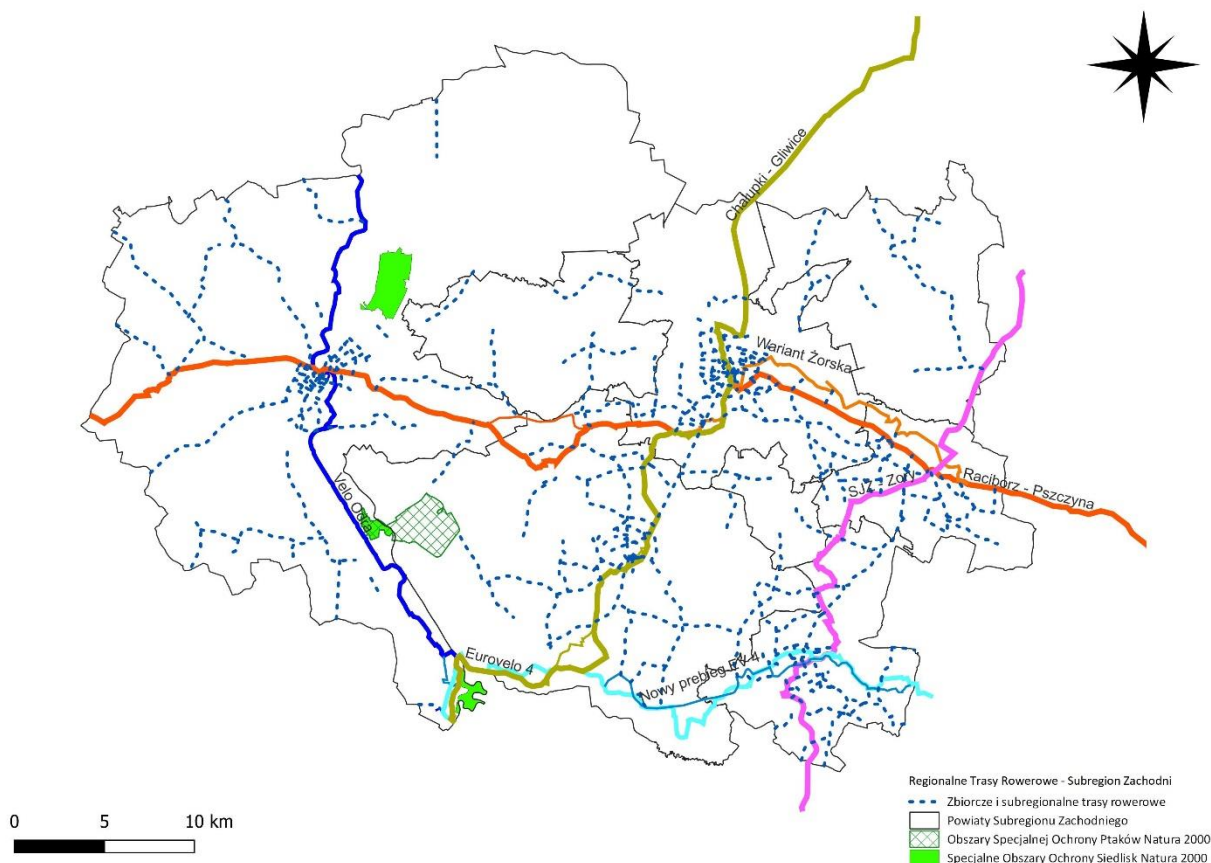 Chałupki - Gliwice
Wariant Żorska
SJZ - Żory
Racibórz - Pszczyna
Velo Odra
Eurovelo 4
Nowy prebieg EV 4
0 5 10 km
Regionalne Trasy Rowerowe - Subregion Zachodni
Zbiorcze i subregionalne trasy rowerowe
Powiaty Subregionu Zachodniego
Obszary Specjalnej Ochrony Ptaków Natura 2000
Specjalne Obszary Ochrony Siedlisk Natura 2000